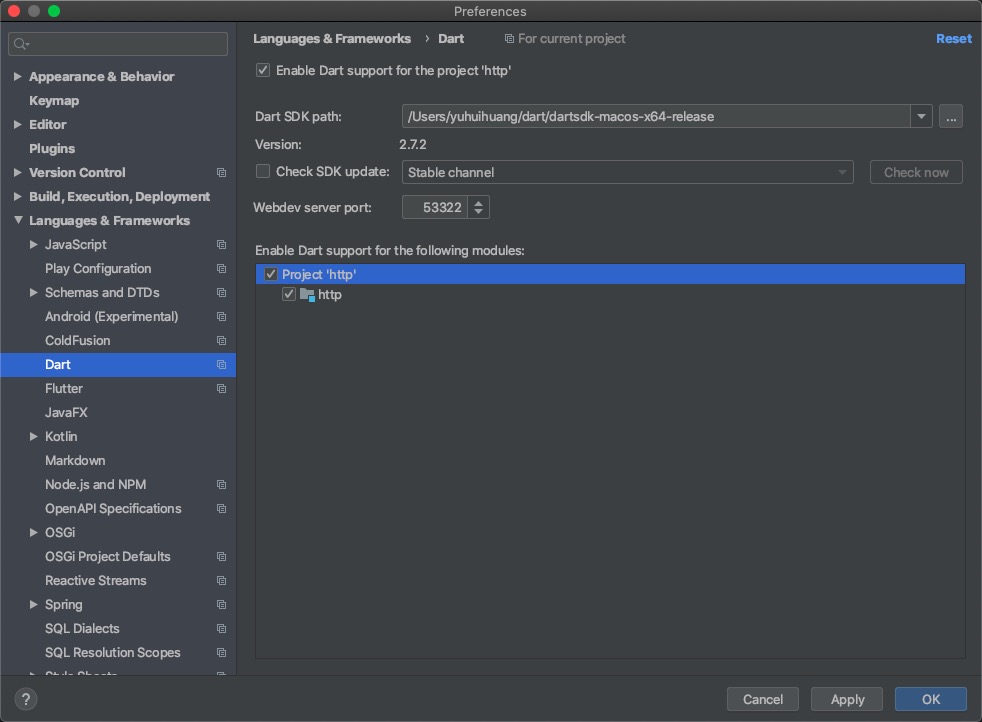 Preferences
Languages & Frameworks › Dart For current project Reset
Enable Dart support for the project 'http'
Dart SDK path: /Users/yuhuihuang/dart/dartsdk-macos-x64-release ...
Version: 2.7.2
Check SDK update: Stable channel Check now
Webdev server port: 53322
Enable Dart support for the following modules:
Project 'http'
http
Appearance & Behavior
Keymap
Editor
Plugins
Version Control
Build, Execution, Deployment
Languages & Frameworks
JavaScript
Play Configuration
Schemas and DTDs
Android (Experimental)
ColdFusion
Dart
Flutter
JavaFX
Kotlin
Markdown
Node.js and NPM
OpenAPI Specifications
OSGi
OSGi Project Defaults
Reactive Streams
Spring
SQL Dialects
SQL Resolution Scopes
Style Sheets
? Cancel Apply OK